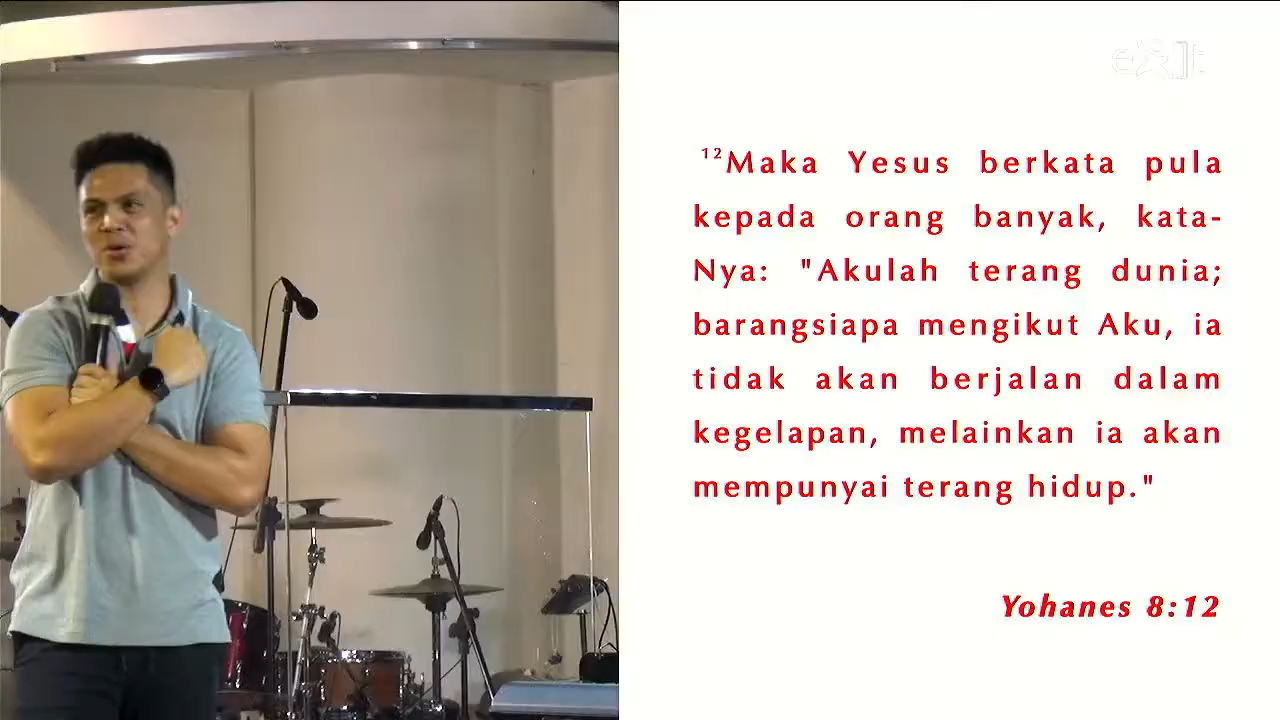 ¹²Maka Yesus berkata pula
kepada orang banyak, kata-
Nya: "Akulah terang dunia;
barangsiapa mengikut Aku, ia
tidak akan berjalan dalam
kegelapan, melainkan ia akan
mempunyai terang hidup."
Yohanes 8:12